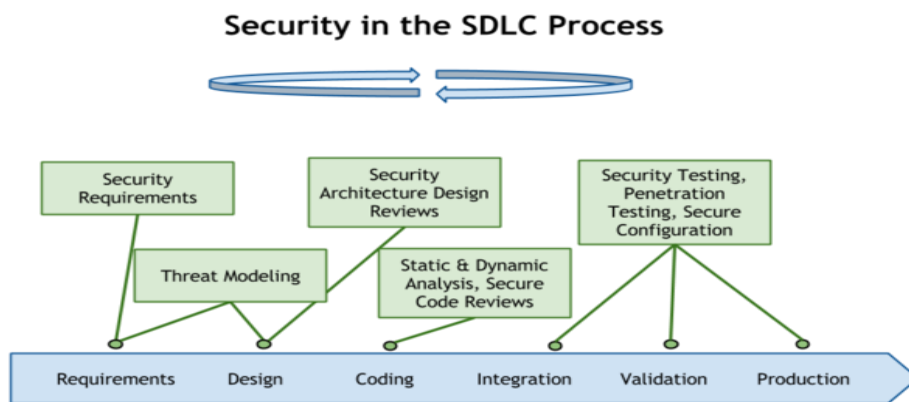 Security in the SDLC Process
Security
Requirements
Threat Modeling
Security
Architecture Design
Reviews
Static & Dynamic
Analysis, Secure
Code Reviews
Security Testing,
Penetration
Testing, Secure
Configuration
Requirements
Design
Coding
Integration
Validation
Production